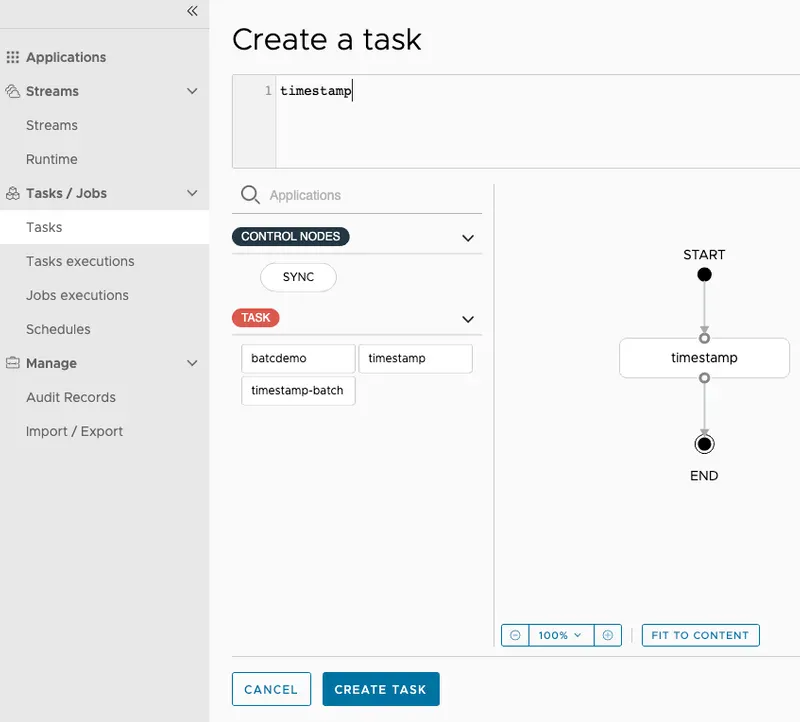 Applications
Streams
Streams
Runtime
Tasks / Jobs
Tasks
Tasks executions
Jobs executions
Schedules
Manage
Audit Records
Import / Export
Create a task
1 timestamp
Applications
CONTROL NODES
SYNC
TASK
batcdemo timestamp
timestamp-batch
START
timestamp
END
100% FIT TO CONTENT
CANCEL CREATE TASK